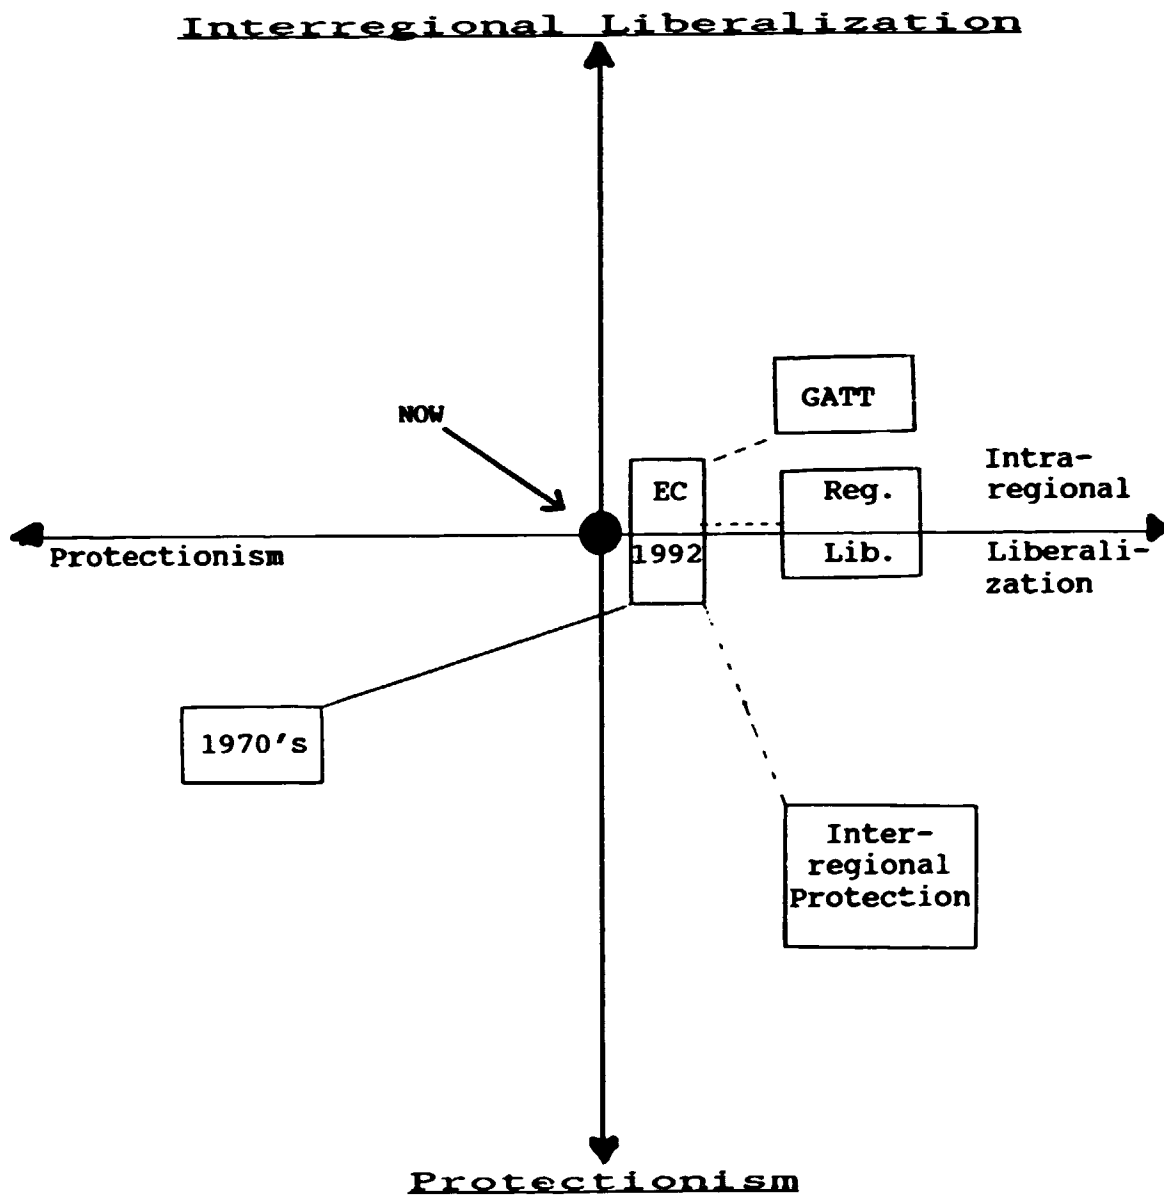 Interregional Liberalization
GATT
NOW
Intra-
regional
EC
Reg.
Protectionism
1992
Lib.
Liberali-
zation
1970's
Inter-
regional
Protection
Protectionism